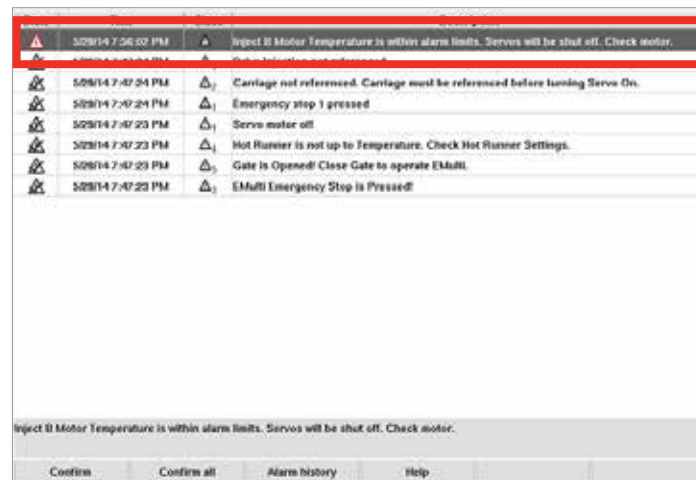 5/29/14 7:56:02 PM Inject B Motor Temperature is within alarm limits. Servos will be shut off. Check motor.
5/29/14 7:47:24 PM Carriage not referenced. Carriage must be referenced before turning Servo On.
5/29/14 7:47:24 PM 1 Emergency stop 1 pressed
5/29/14 7:47:23 PM Servo motor off
5/29/14 7:47:23 PM Hot Runner is not up to Temperature. Check Hot Runner Settings.
5/29/14 7:47:23 PM Gate is Opened! Close Gate to operate EMulti.
5/29/14 7:47:23 PM EMulti Emergency Stop is Pressed!
Inject B Motor Temperature is within alarm limits. Servos will be shut off. Check motor.
Confirm Confirm all Alarm history Help